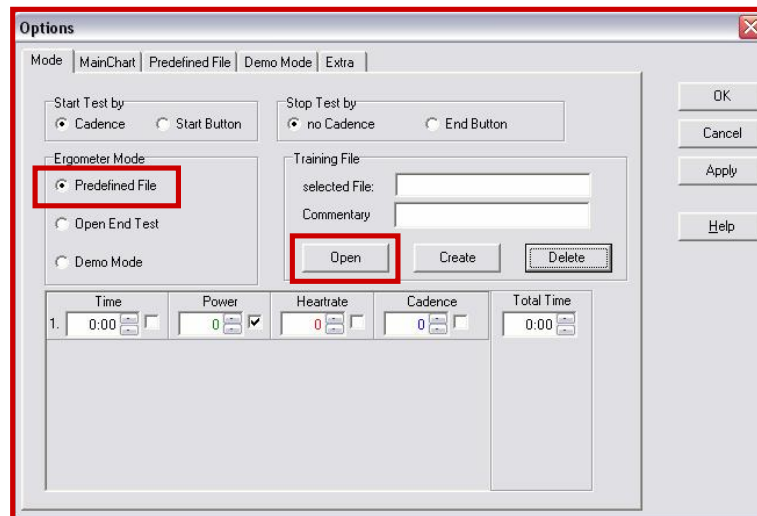 Options
Mode MainChart Predefined File Demo Mode Extra
Start Test by
Cadence Start Button
Stop Test by
no Cadence End Button
OK
Cancel
Apply
Help
Ergometer Mode
Predefined File
Open End Test
Demo Mode
Training File
selected File:
Commentary
Open Create Delete
Time Power Heartrate Cadence Total Time
1. 0:00 0 0 0 0:00